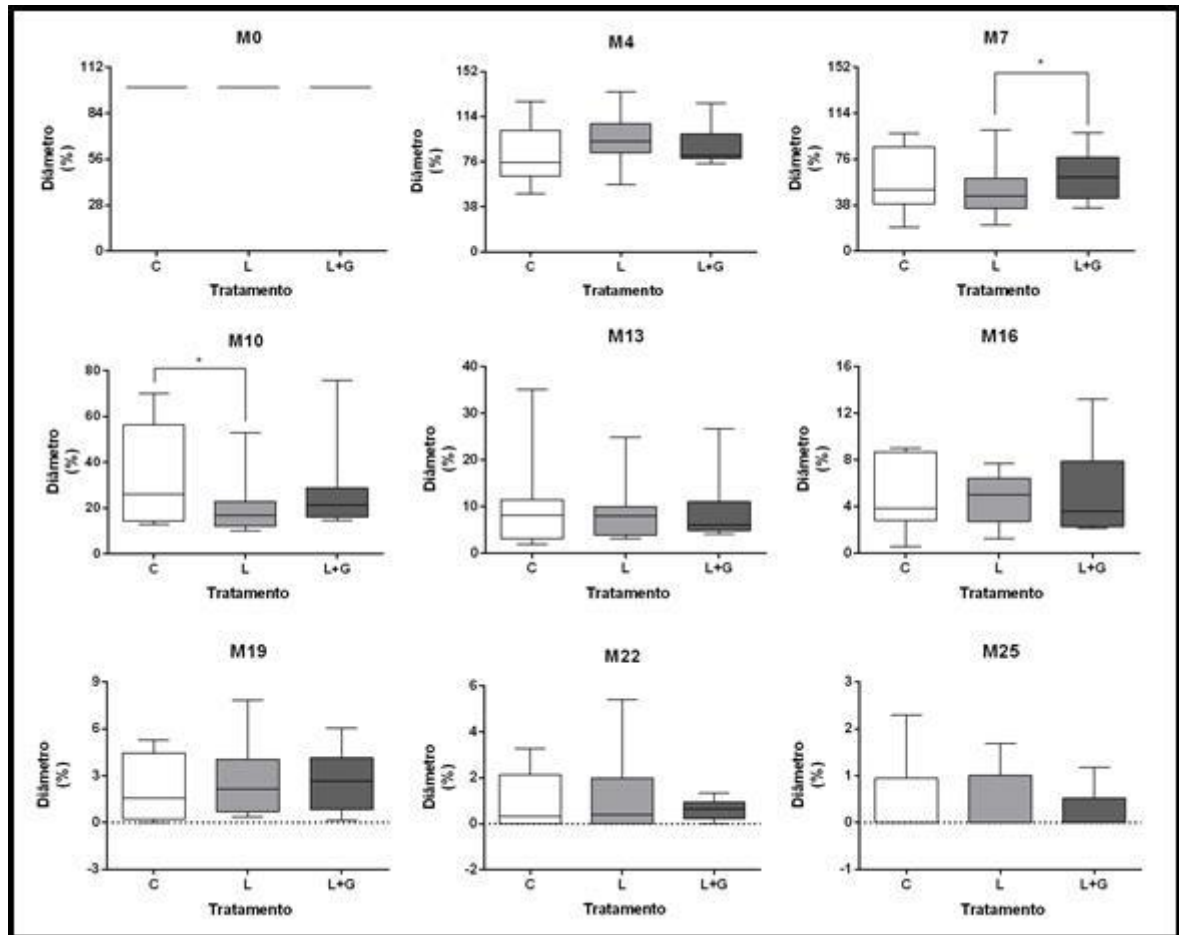 M0
Diâmetro
(%)
112
84
56
28
0
C L L+G
Tratamento
M4
Diâmetro
(%)
152
114
76
38
0
C L L+G
Tratamento
M7
Diâmetro
(%)
152
114
76
38
0
*
C L L+G
Tratamento
M10
Diâmetro
(%)
80
60
40
20
0
*
C L L+G
Tratamento
M13
Diâmetro
(%)
40
30
20
10
0
C L L+G
Tratamento
M16
Diâmetro
(%)
16
12
8
4
0
C L L+G
Tratamento
M19
Diâmetro
(%)
9
6
3
0
-3
C L L+G
Tratamento
M22
Diâmetro
(%)
6
4
2
0
-2
C L L+G
Tratamento
M25
Diâmetro
(%)
3
2
1
0
-1
C L L+G
Tratamento